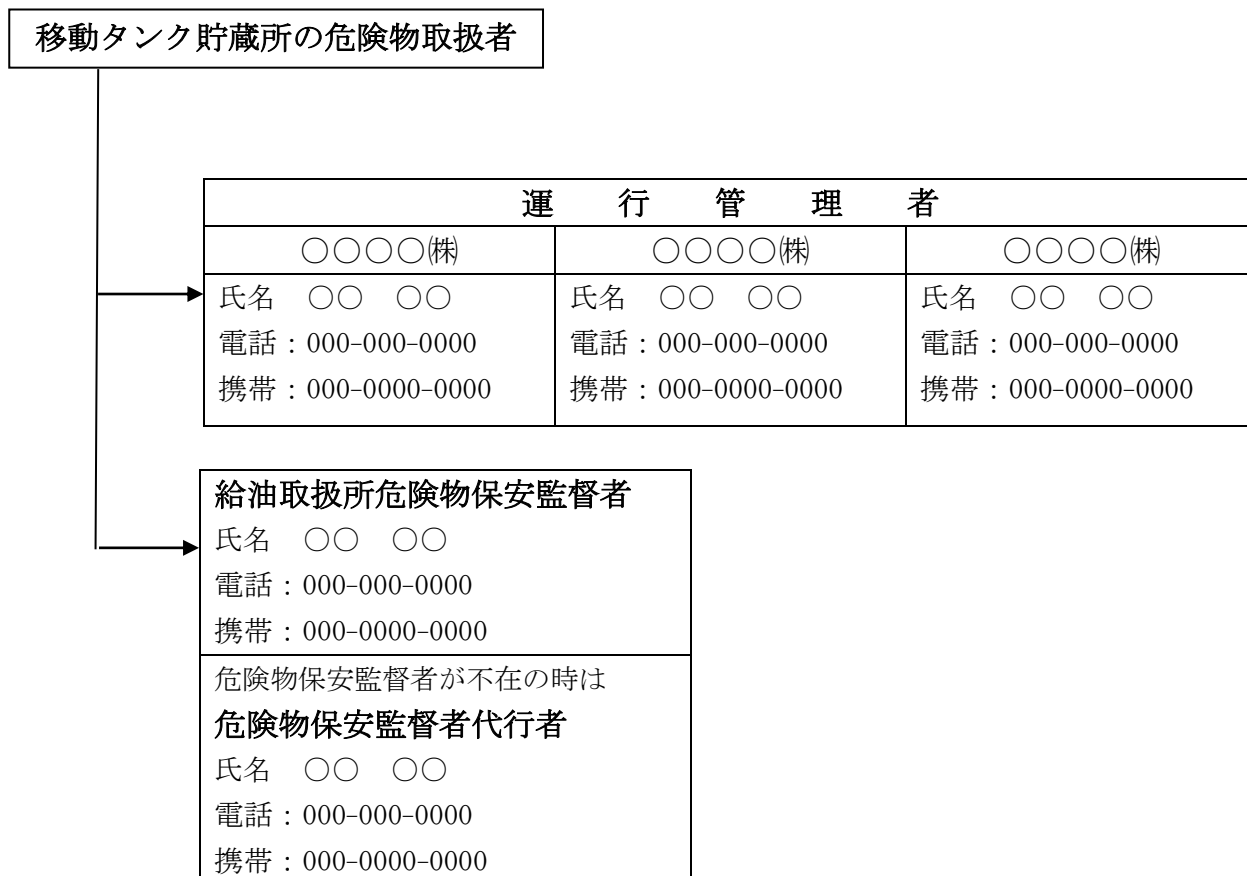 移動タンク貯蔵所の危険物取扱者
運 行 管 理 者
○○○○㈱ ○○○○㈱ ○○○○㈱
氏名 ○○ ○○ 氏名 ○○ ○○ 氏名 ○○ ○○
電話：000-000-0000 電話：000-000-0000 電話：000-000-0000
携帯：000-0000-0000 携帯：000-0000-0000 携帯：000-0000-0000
給油取扱所危険物保安監督者
氏名 ○○ ○○
電話：000-000-0000
携帯：000-0000-0000
危険物保安監督者が不在の時は
危険物保安監督者代行者
氏名 ○○ ○○
電話：000-000-0000
携帯：000-0000-0000